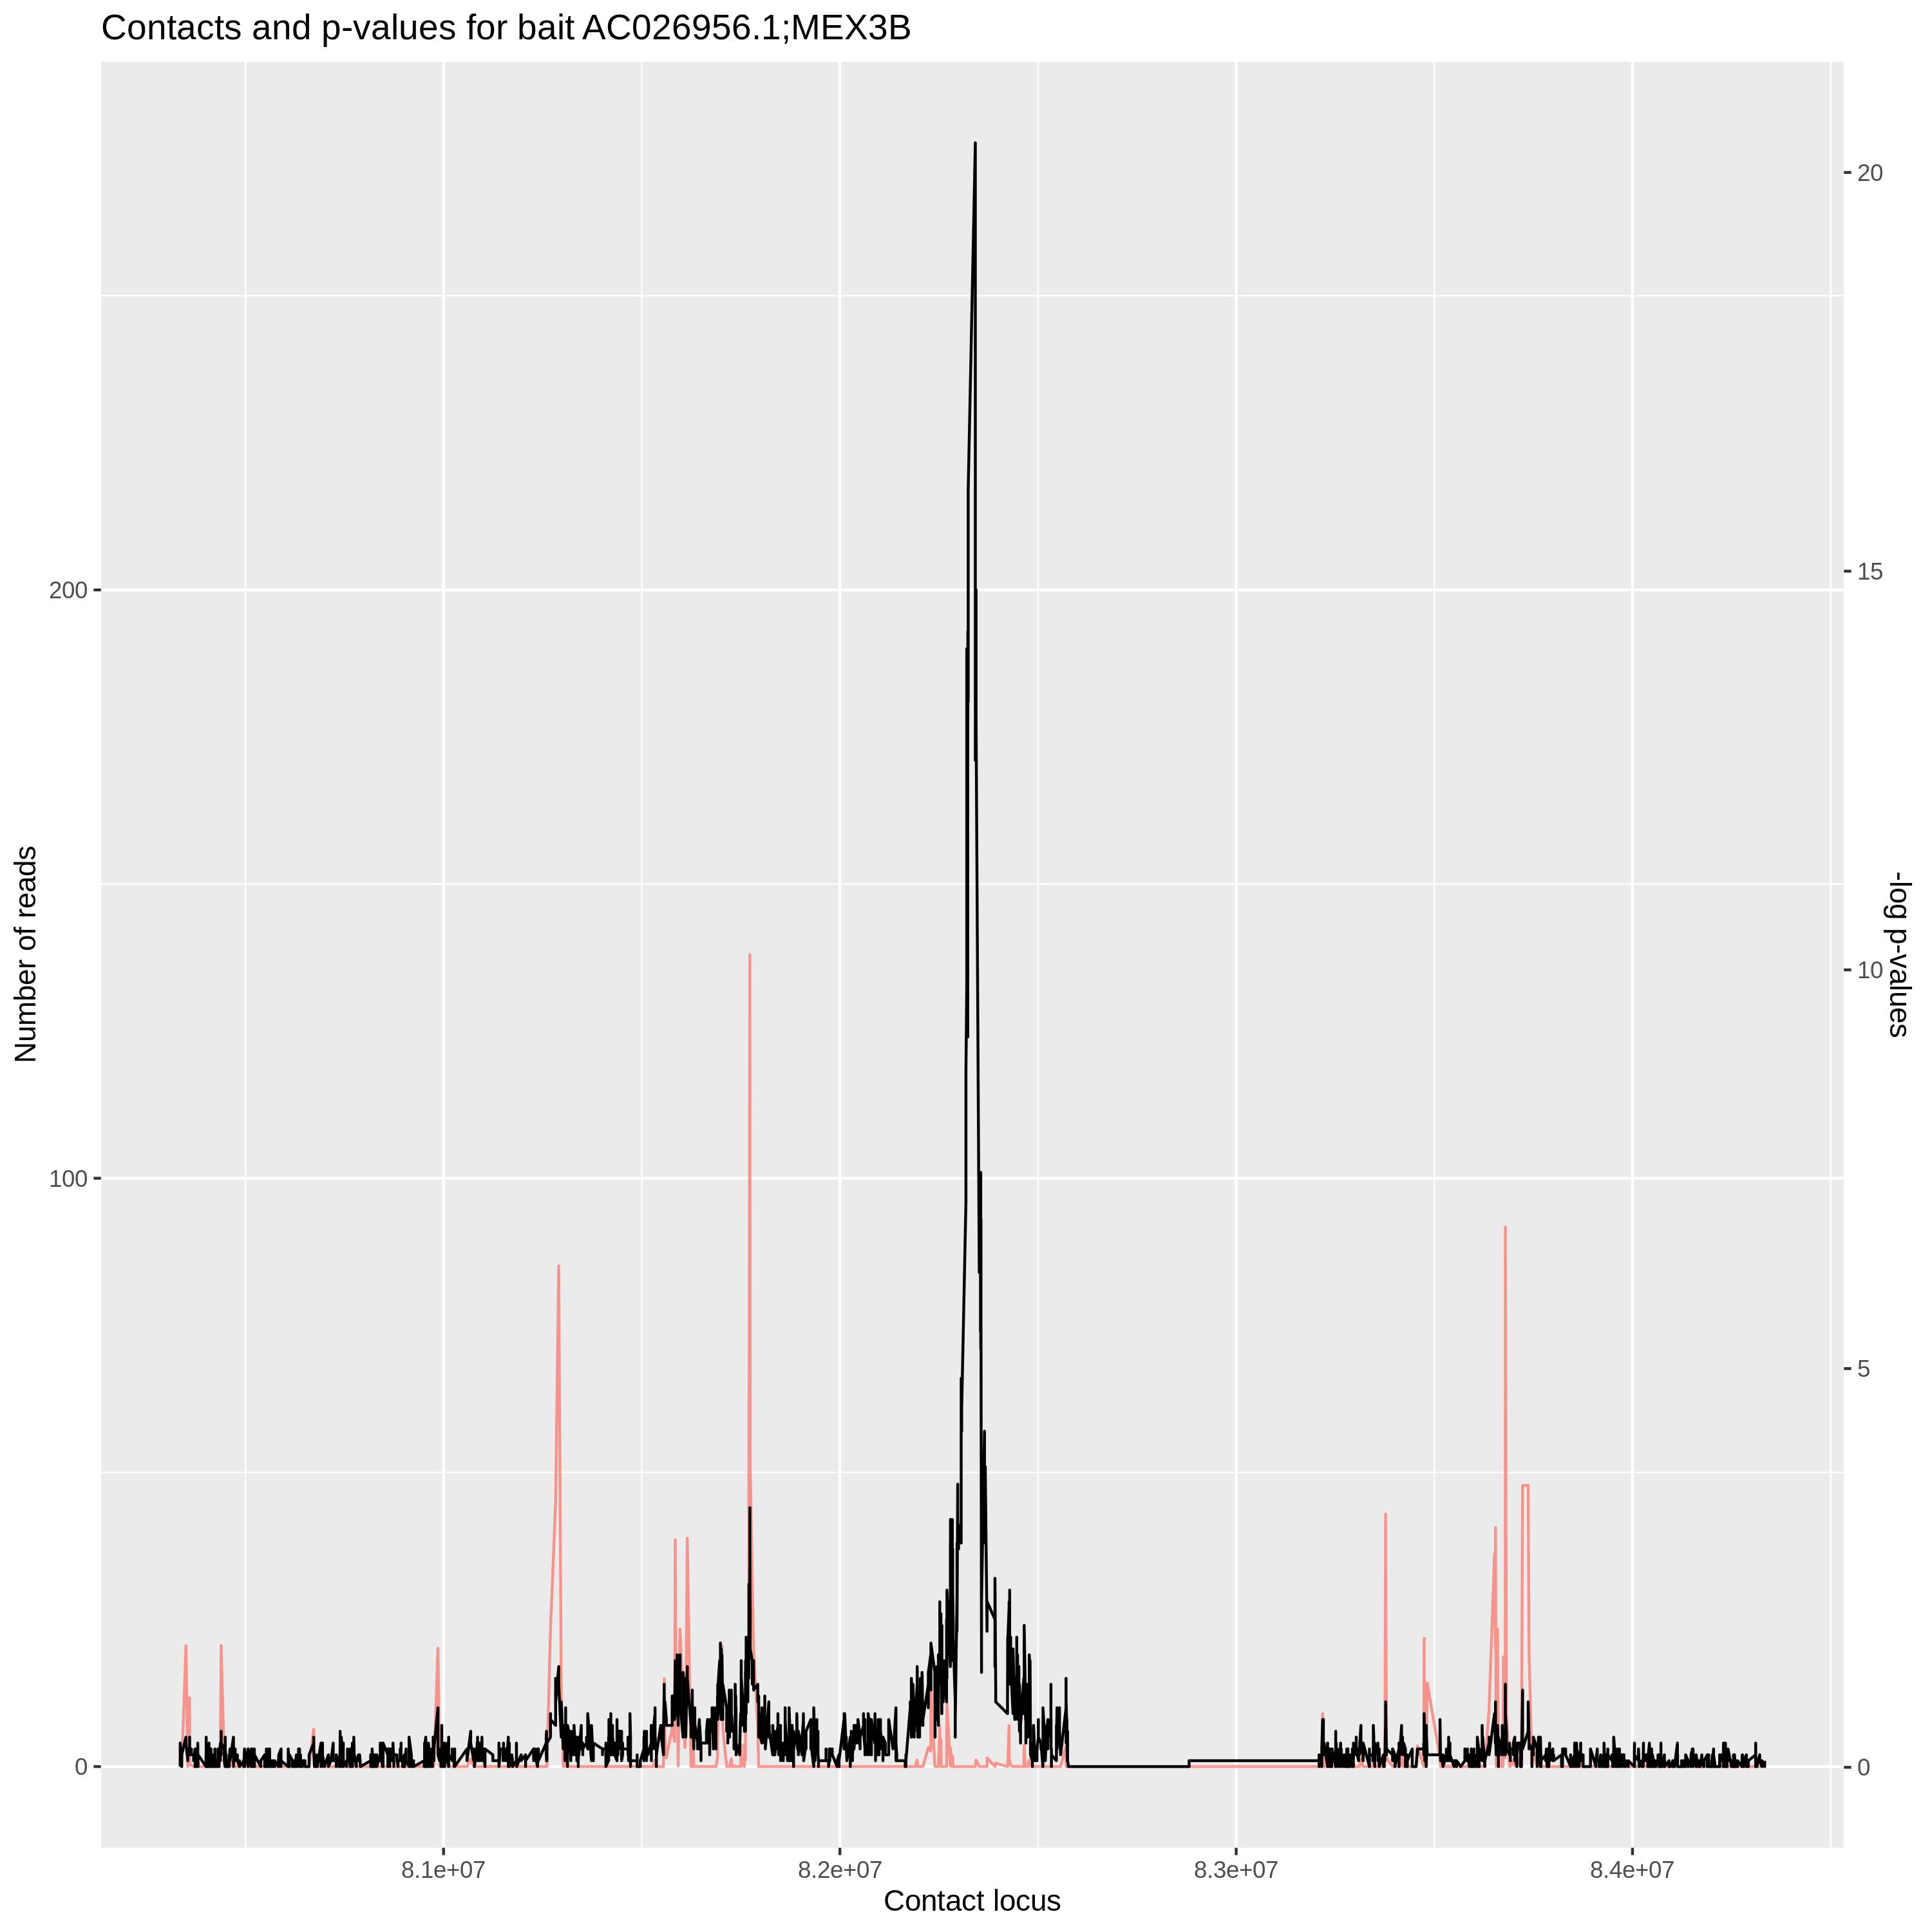 Contacts and p-values for bait AC026956.1;MEX3B
Number of reads
200
100
0
20
15
10
5
0
-log p-values
8.1e+07
8.2e+07
8.3e+07
8.4e+07
Contact locus